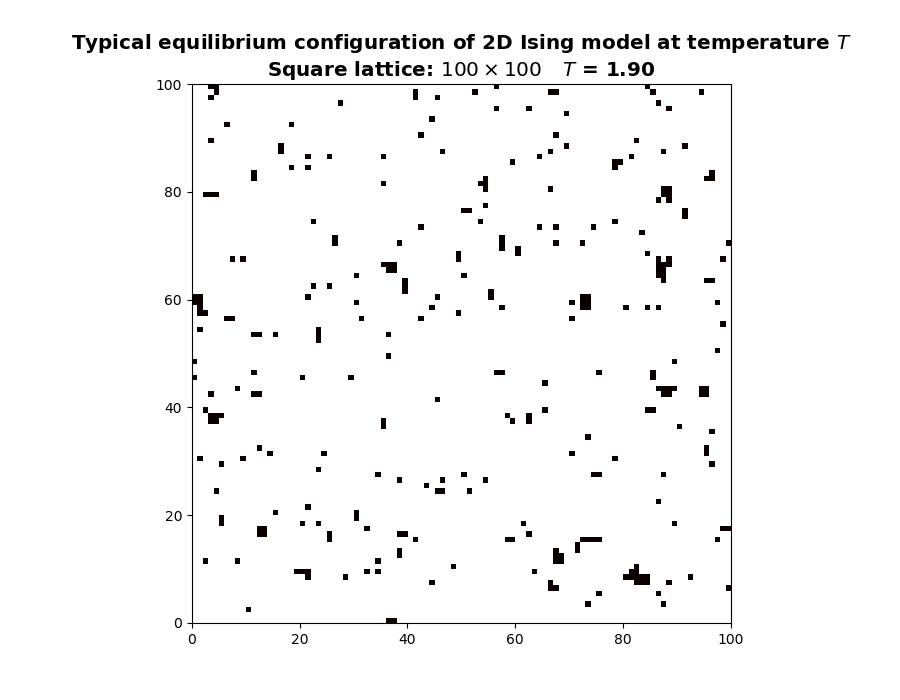 Typical equilibrium configuration of 2D Ising model at temperature T
Square lattice: 100 × 100 T = 1.90
100
80
60
40
20
0
0 20 40 60 80 100